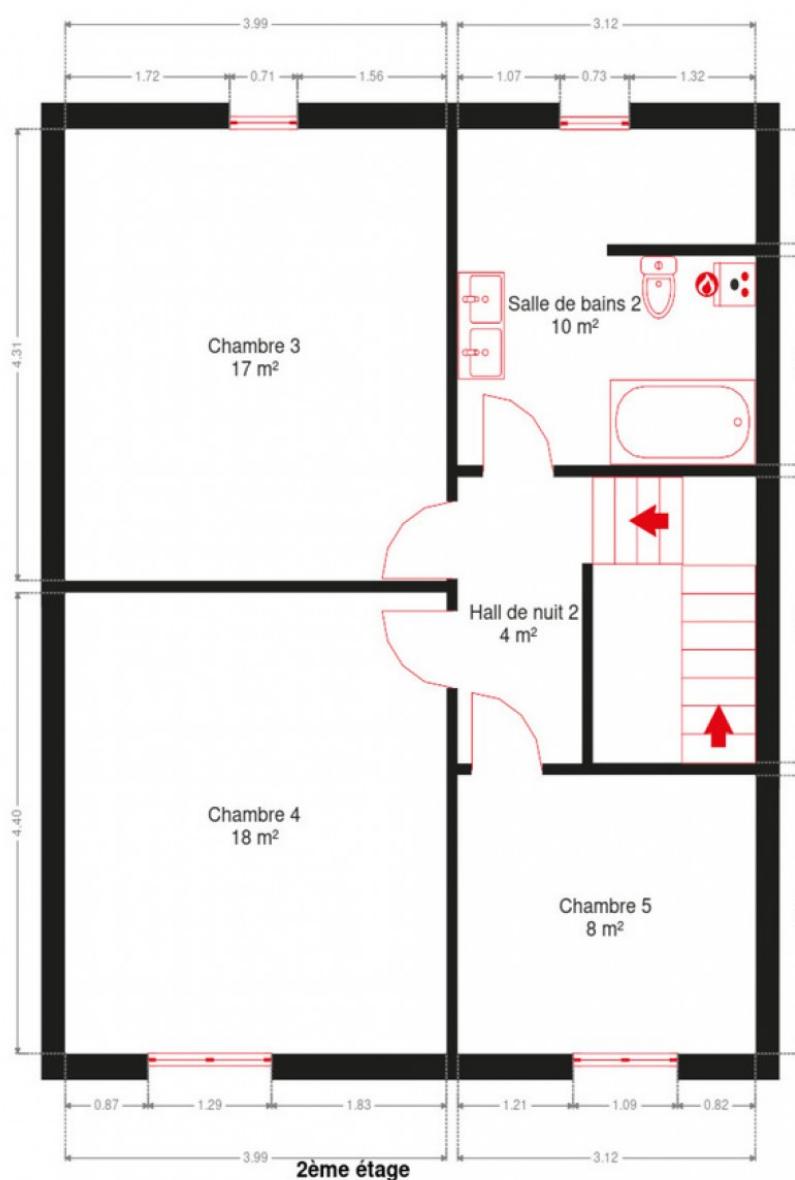 3.99
3.12
1.72
0.71
1.56
1.07
0.73
1.32
4.31
Chambre 3
17 m²
Salle de bains 2
10 m²
Hall de nuit 2
4 m²
4.40
Chambre 4
18 m²
Chambre 5
8 m²
0.87
1.29
1.83
1.21
1.09
0.82
3.99
3.12
2ème étage